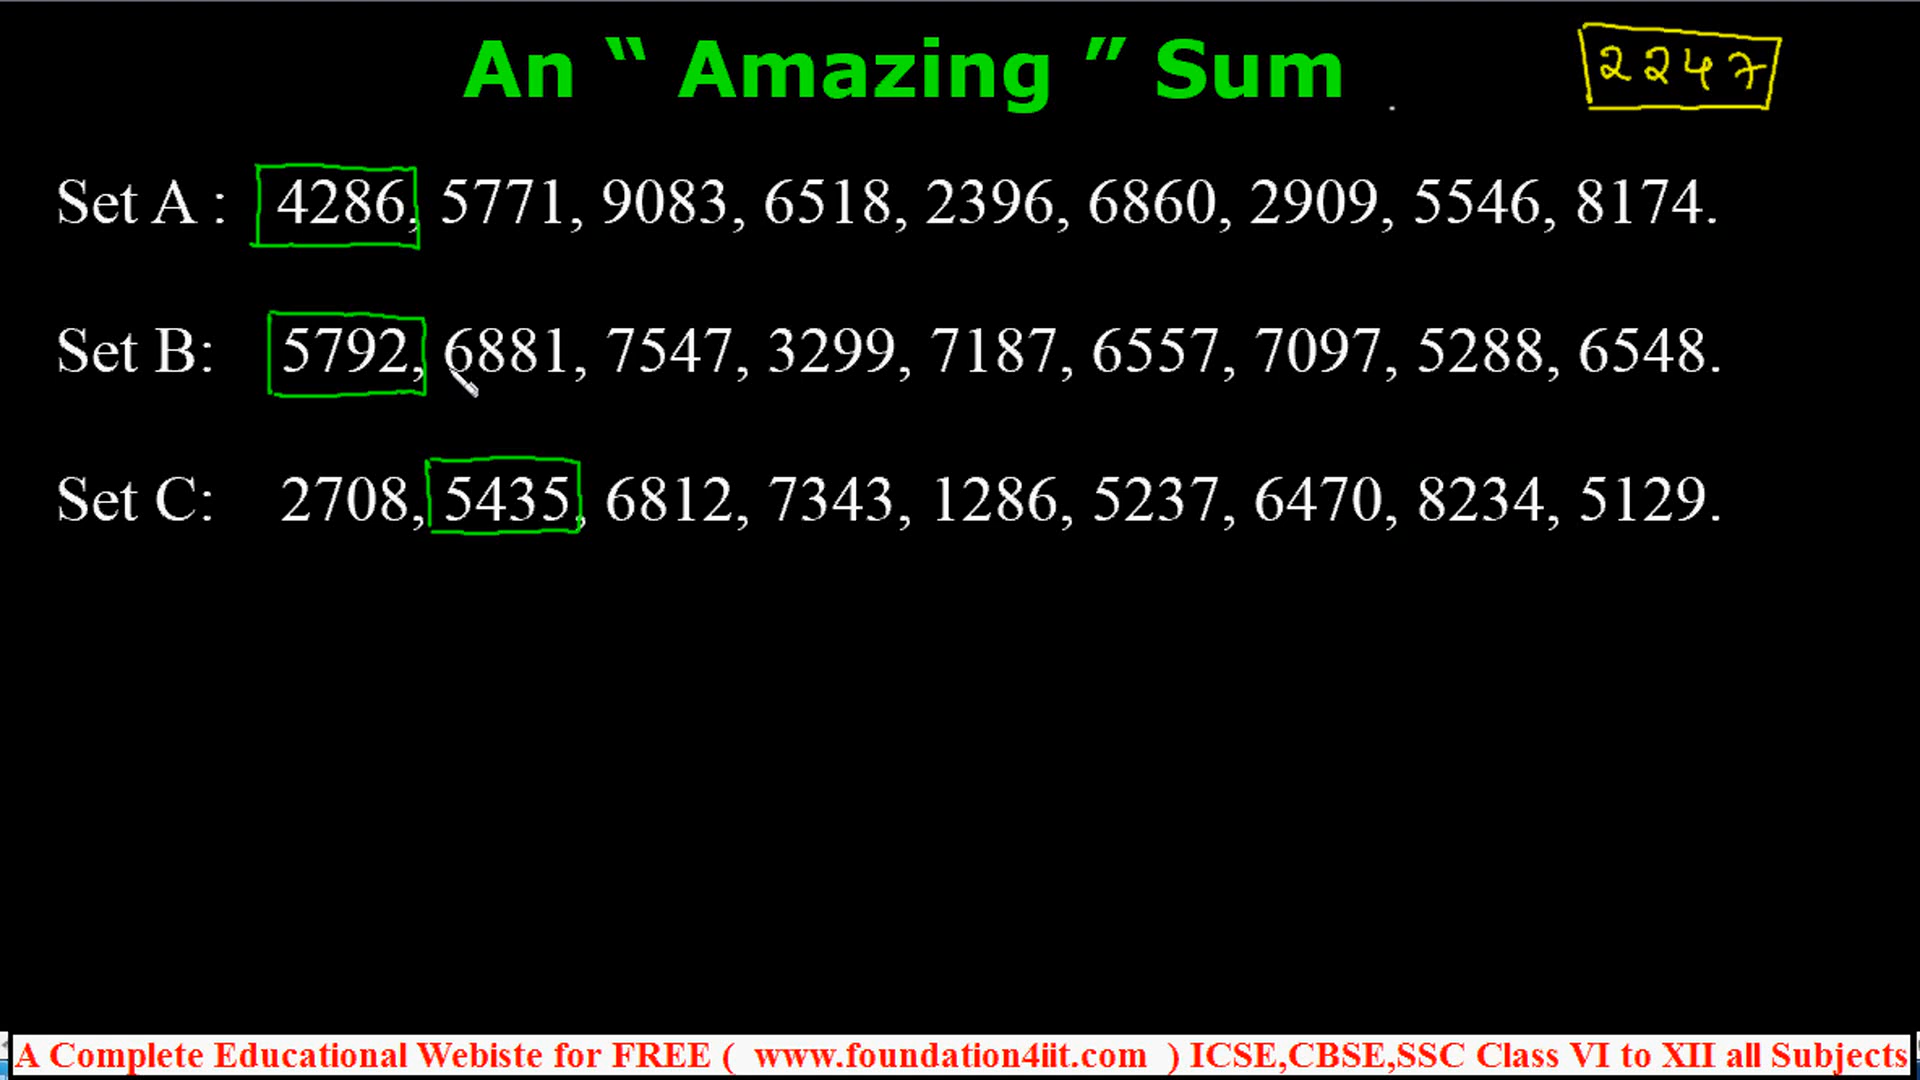 An “ Amazing ” Sum
2247
Set A : 4286, 5771, 9083, 6518, 2396, 6860, 2909, 5546, 8174.
Set B: 5792, 6881, 7547, 3299, 7187, 6557, 7097, 5288, 6548.
Set C: 2708, 5435, 6812, 7343, 1286, 5237, 6470, 8234, 5129.
A Complete Educational Webiste for FREE ( www.foundation4iit.com ) ICSE,CBSE,SSC Class VI to XII all Subjects